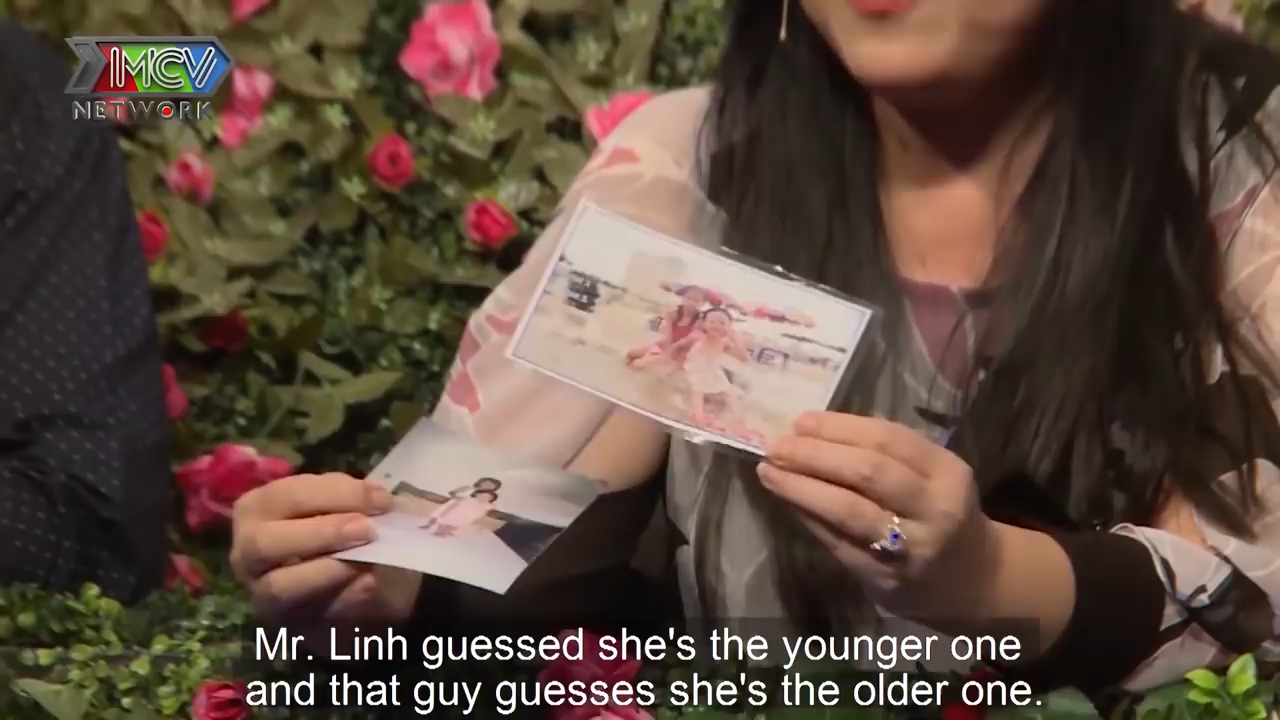 MCV
NETWORK
Mr. Linh guessed she's the younger one
and that guy guesses she's the older one.